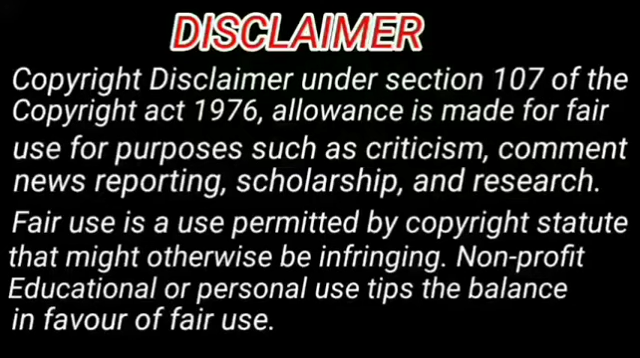 DISCLAIMER
Copyright Disclaimer under section 107 of the
Copyright act 1976, allowance is made for fair
use for purposes such as criticism, comment
news reporting, scholarship, and research.
Fair use is a use permitted by copyright statute
that might otherwise be infringing. Non-profit
Educational or personal use tips the balance
in favour of fair use.